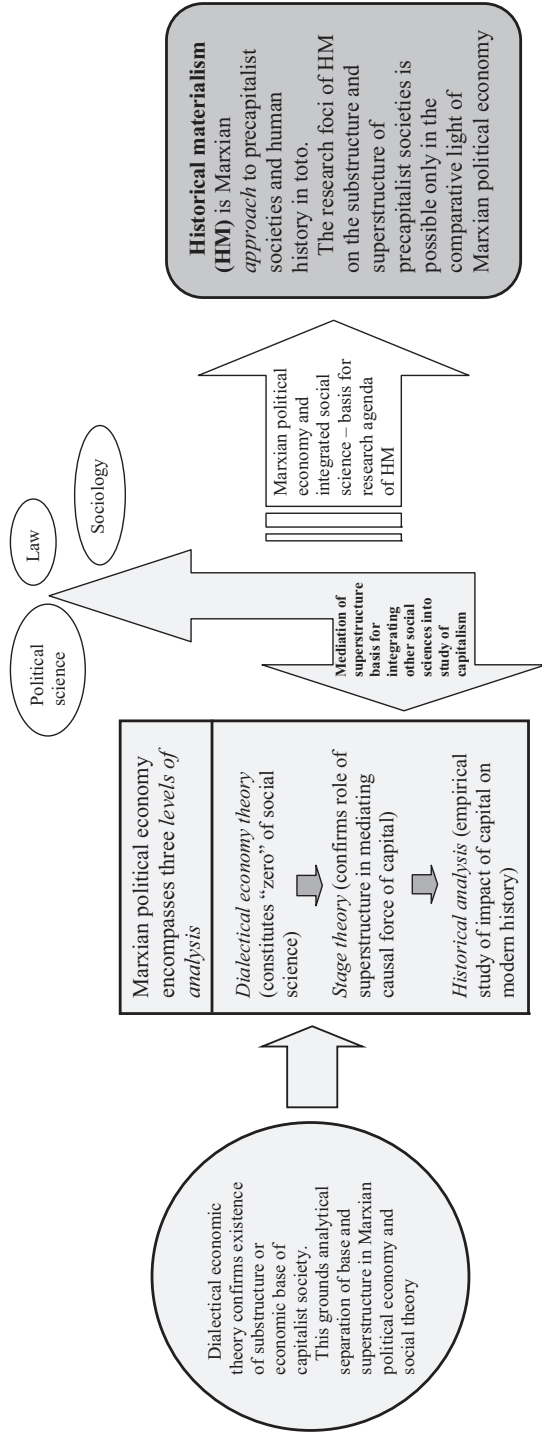 Dialectical economic
theory confirms existence
of substructure or
economic base of
capitalist society.
This grounds analytical
separation of base and
superstructure in Marxian
political economy and
social theory
Marxian political economy
encompasses three levels of
analysis
Dialectical economy theory
(constitutes “zero” of social
science)
Stage theory (confirms role of
superstructure in mediating
causal force of capital)
Historical analysis (empirical
study of impact of capital on
modern history)
Political
science
Law
Sociology
Mediation of
superstructure
basis for
integrating
other social
sciences into
study of
capitalism
Marxian political
economy and
integrated social
science – basis for
research agenda
of HM
Historical materialism
(HM) is Marxian
approach to precapitalist
societies and human
history in toto.
The research foci of HM
on the substructure and
superstructure of
precapitalist societies is
possible only in the
comparative light of
Marxian political economy